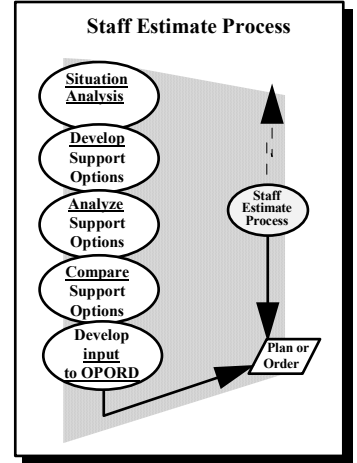 Staff Estimate Process
Situation
Analysis
Develop
Support
Options
Analyze
Support
Options
Compare
Support
Options
Develop
input
to OPORD
Staff
Estimate
Process
Plan or
Order